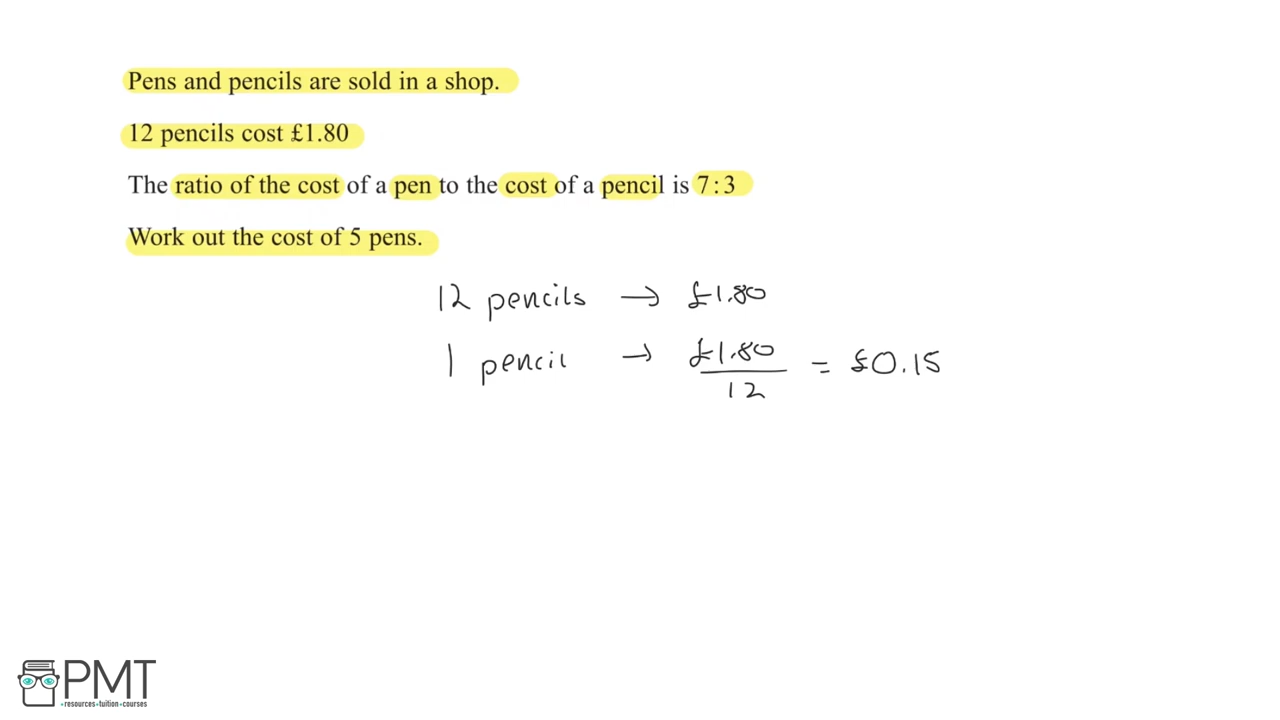 Pens and pencils are sold in a shop.
12 pencils cost £1.80
The ratio of the cost of a pen to the cost of a pencil is 7:3
Work out the cost of 5 pens.
12 pencils → £1.80
1 pencil → £1.80/12 = £0.15
PMT
•resources•tuition•courses